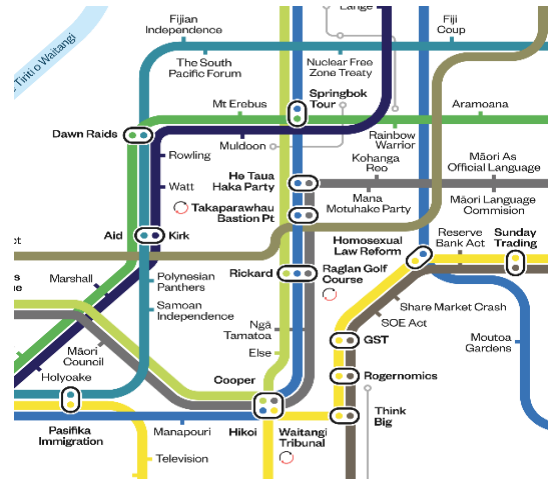 Lange
Fijian
Independence
Fiji
Coup
Te Tiriti o Waitangi
The South
Pacific Forum
Nuclear Free
Zone Treaty
Springbok
Tour
Mt Erebus
Aramoana
Dawn Raids
Muldoon
Rainbow
Warrior
Rowling
Kohanga
Reo
Māori As
Official Language
He Taua
Haka Party
Watt
Mana
Motuhake Party
Māori Language
Commision
Takaparawhau
Bastion Pt
Aid
Kirk
Homosexual
Law Reform
Reserve
Bank Act
Sunday
Trading
Marshall
Polynesian
Panthers
Rickard
Raglan Golf
Course
Samoan
Independence
Share Market Crash
SOE Act
Ngā
Tamatoa
Else
GST
Moutoa
Gardens
Māori
Council
Holyoake
Cooper
Rogernomics
Think
Big
Pasifika
Immigration
Manapouri
Hikoi
Waitangi
Tribunal
Television